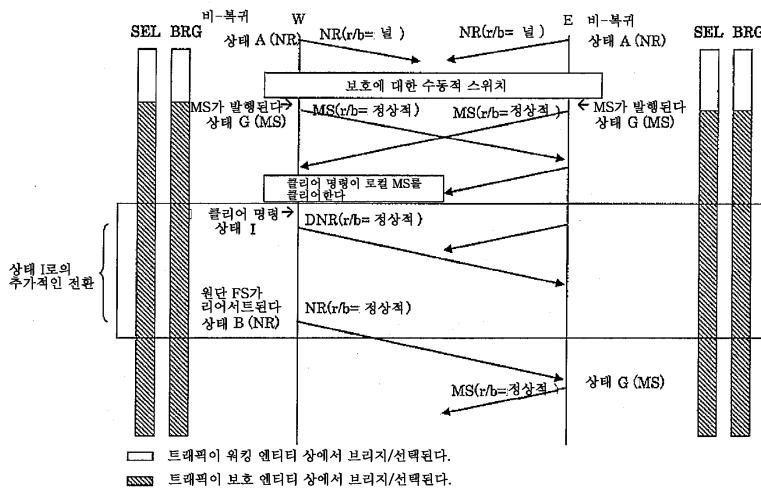 비-복귀
W
E
비-복귀
SEL BRG
상태 A (NR)
NR(r/b= 널)
NR(r/b= 널)
상태 A (NR)
SEL BRG
보호에 대한 수동적 스위치
MS가 발행된다
상태 G (MS)
MS(r/b= 정상적)
MS(r/b= 정상적)
MS가 발행된다
상태 G (MS)
클리어 명령이 로컬 MS를
클리어한다
클리어 명령
상태 I
DNR(r/b= 정상적)
상태 I로의
추가적인 전환
원단 FS가
리어서트된다
상태 B (NR)
NR(r/b= 정상적)
MS(r/b= 정상적)
상태 G (MS)
트래픽이 워킹 엔티티 상에서 브리지/선택된다.
트래픽이 보호 엔티티 상에서 브리지/선택된다.